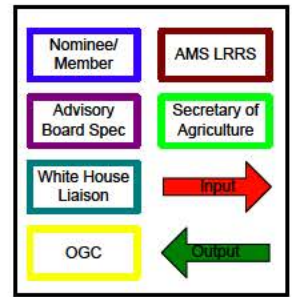 Nominee/
Member
AMS LRRS
Advisory
Board Spec
Secretary of
Agriculture
White House
Liaison
Input
OGC
Output